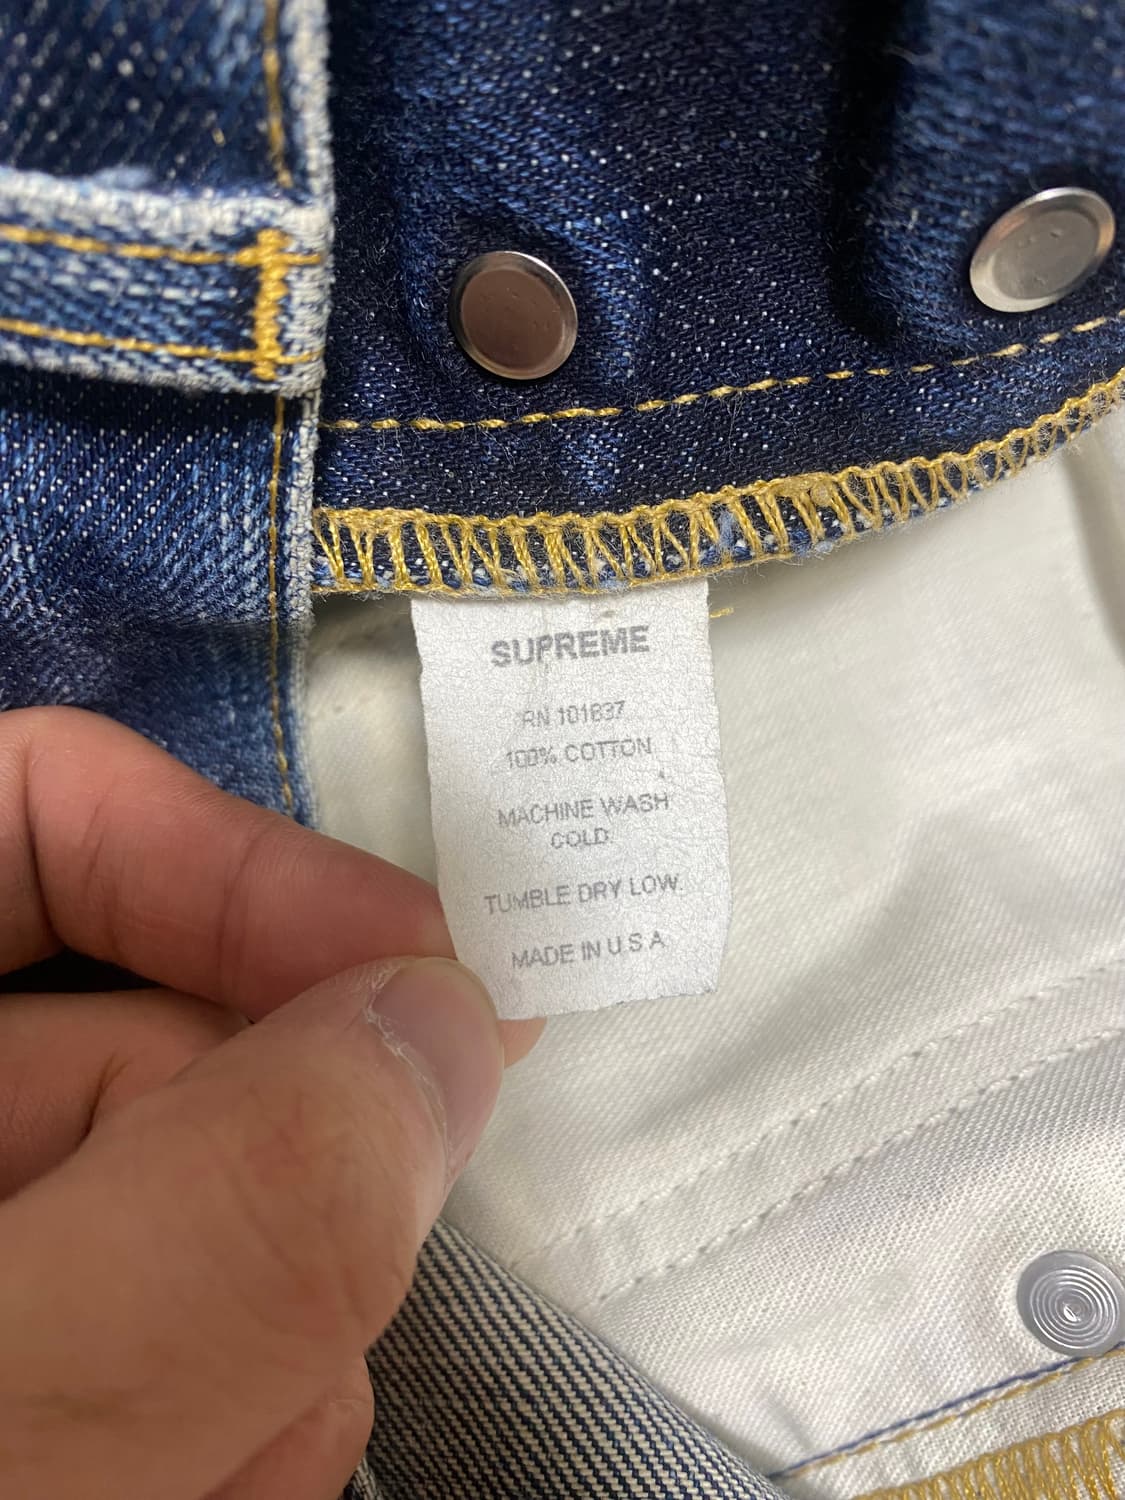 SUPREME
RN 101837
100% COTTON
MACHINE WASH
COLD
TUMBLE DRY LOW.
MADE IN U.S A